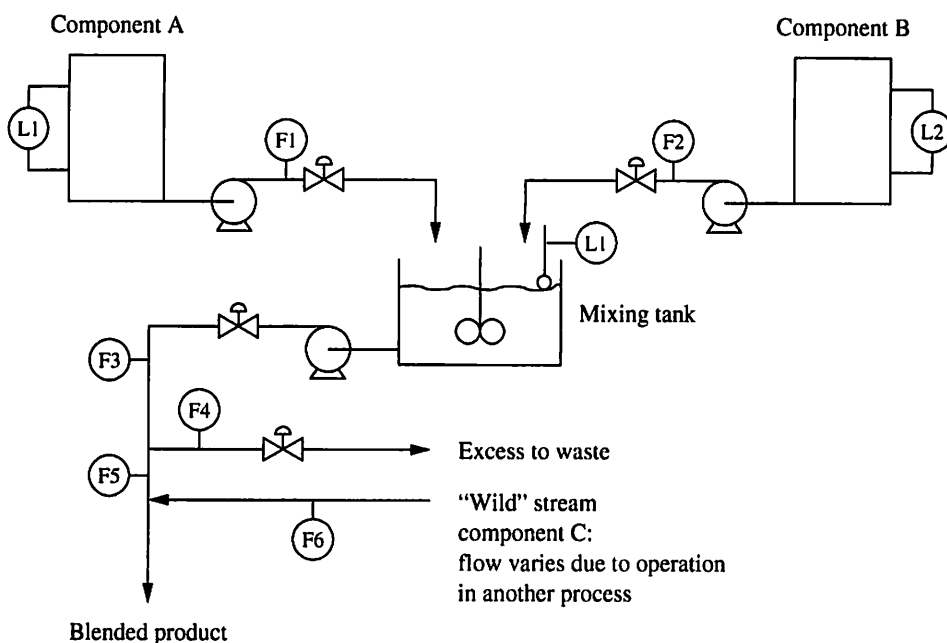 Component A
Component B
L1
F1
F2
L2
L1
Mixing tank
F3
F4
Excess to waste
F5
"Wild" stream
component C:
flow varies due to operation
in another process
F6
Blended product